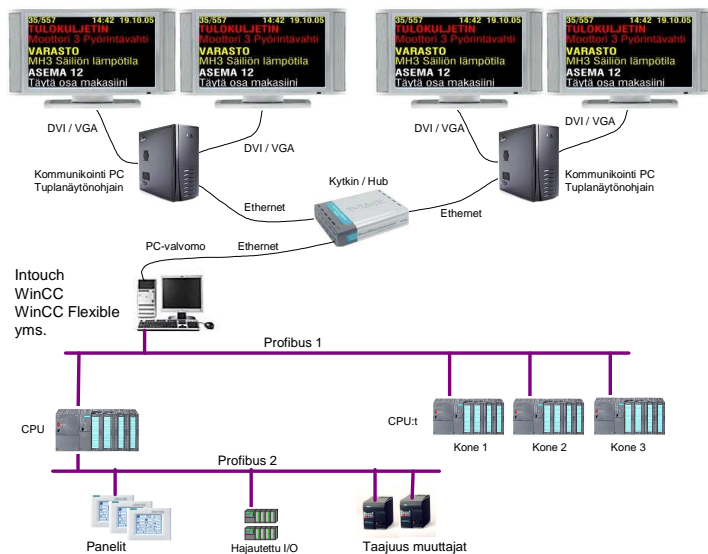 35/557 14:42 19.10.05
TULOKULJETIN
Moottori 3 Pyörintävahti
VARASTO
MH3 Säiliön lämpötila
ASEMA 12
Täytä osa makasiini
35/557 14:42 19.10.05
TULOKULJETIN
Moottori 3 Pyörintävahti
VARASTO
MH3 Säiliön lämpötila
ASEMA 12
Täytä osa makasiini
35/557 14:42 19.10.05
TULOKULJETIN
Moottori 3 Pyörintävahti
VARASTO
MH3 Säiliön lämpötila
ASEMA 12
Täytä osa makasiini
35/557 14:42 19.10.05
TULOKULJETIN
Moottori 3 Pyörintävahti
VARASTO
MH3 Säiliön lämpötila
ASEMA 12
Täytä osa makasiini
DVI / VGA
DVI / VGA
DVI / VGA
DVI / VGA
Kommunikointi PC
Tuplanäytönohjain
Kytkin / Hub
D-Link
Kommunikointi PC
Tuplanäytönohjain
Ethernet
Ethernet
PC-valvomo
Ethernet
Intouch
WinCC
WinCC Flexible
yms.
Profibus 1
CPU
CPU:t
Kone 1
Kone 2
Kone 3
Profibus 2
Panelit
Hajautettu I/O
Taajuus muuttajat